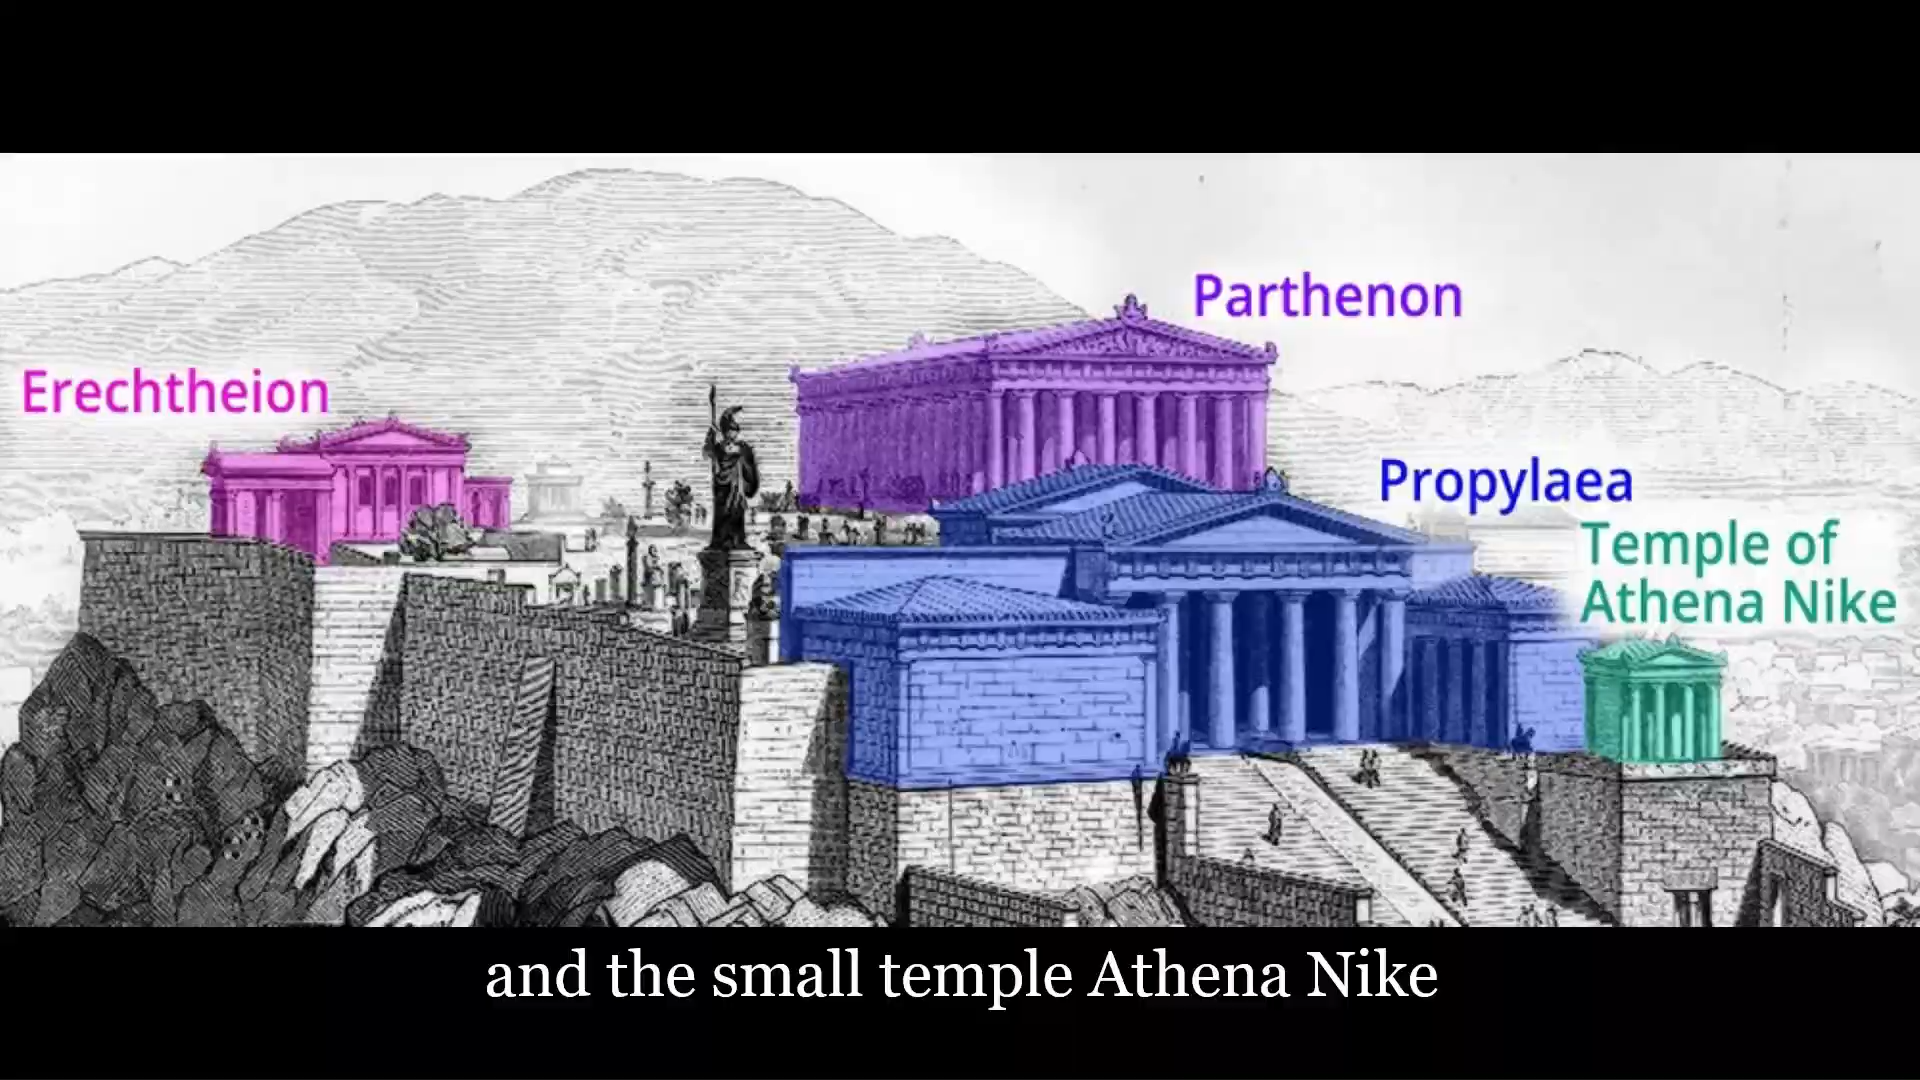 Parthenon
Erechtheion
Propylaea
Temple of
Athena Nike
and the small temple Athena Nike